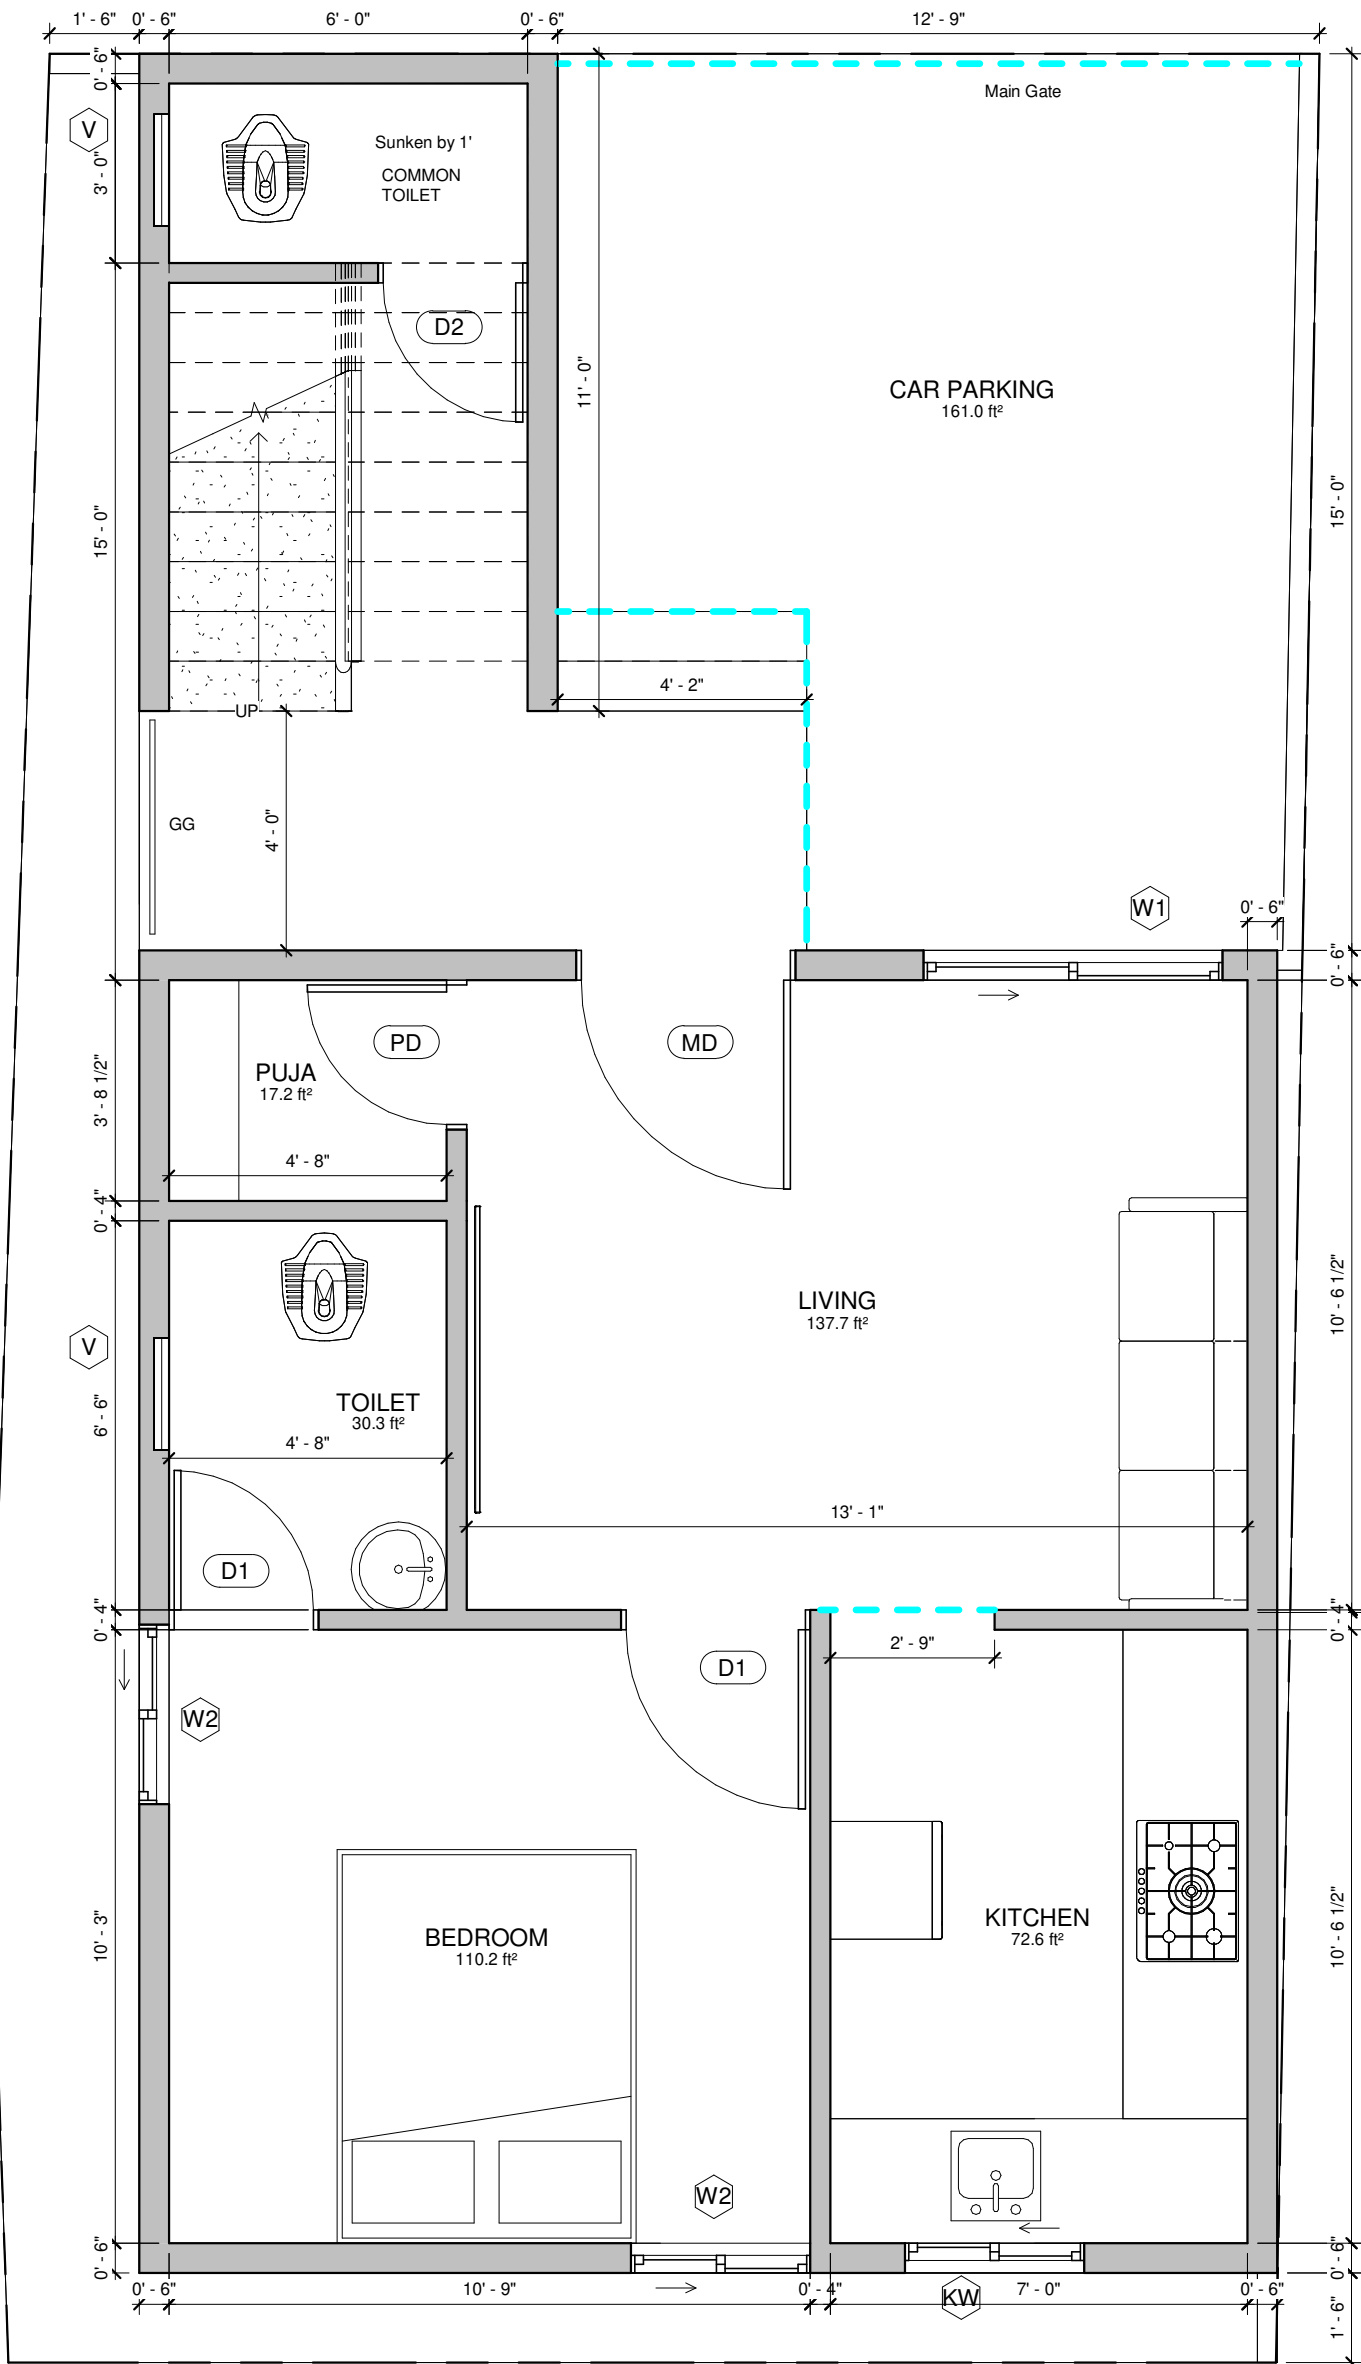 1' - 6"
0' - 6"
6' - 0"
0' - 6"
12' - 9"
0' - 6"
Main Gate
V
Sunken by 1'
3' - 0"
COMMON
TOILET
D2
11' - 0"
CAR PARKING
161.0 ft²
15' - 0"
15' - 0"
4' - 2"
UP
GG
4' - 0"
W1
0' - 6"
0' - 6"
PD
MD
PUJA
17.2 ft²
3' - 8 1/2"
4' - 8"
0' - 4"
LIVING
137.7 ft²
10' - 6 1/2"
V
TOILET
30.3 ft²
6' - 6"
4' - 8"
13' - 1"
D1
0' - 4"
0' - 4"
2' - 9"
D1
W2
BEDROOM
110.2 ft²
KITCHEN
72.6 ft²
10' - 3"
10' - 6 1/2"
W2
0' - 6"
0' - 6"
0' - 6"
10' - 9"
0' - 4"
KW
7' - 0"
0' - 6"
1' - 6"